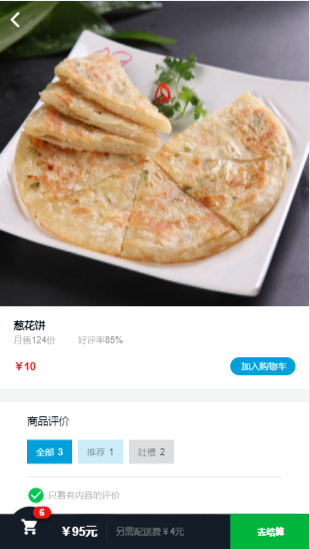 葱花饼
月售124份 好评率85%
￥10 加入购物车
商品评价
全部 3 推荐 1 吐槽 2
只看有内容的评价
6
￥95元 另需配送费￥4元 去结算